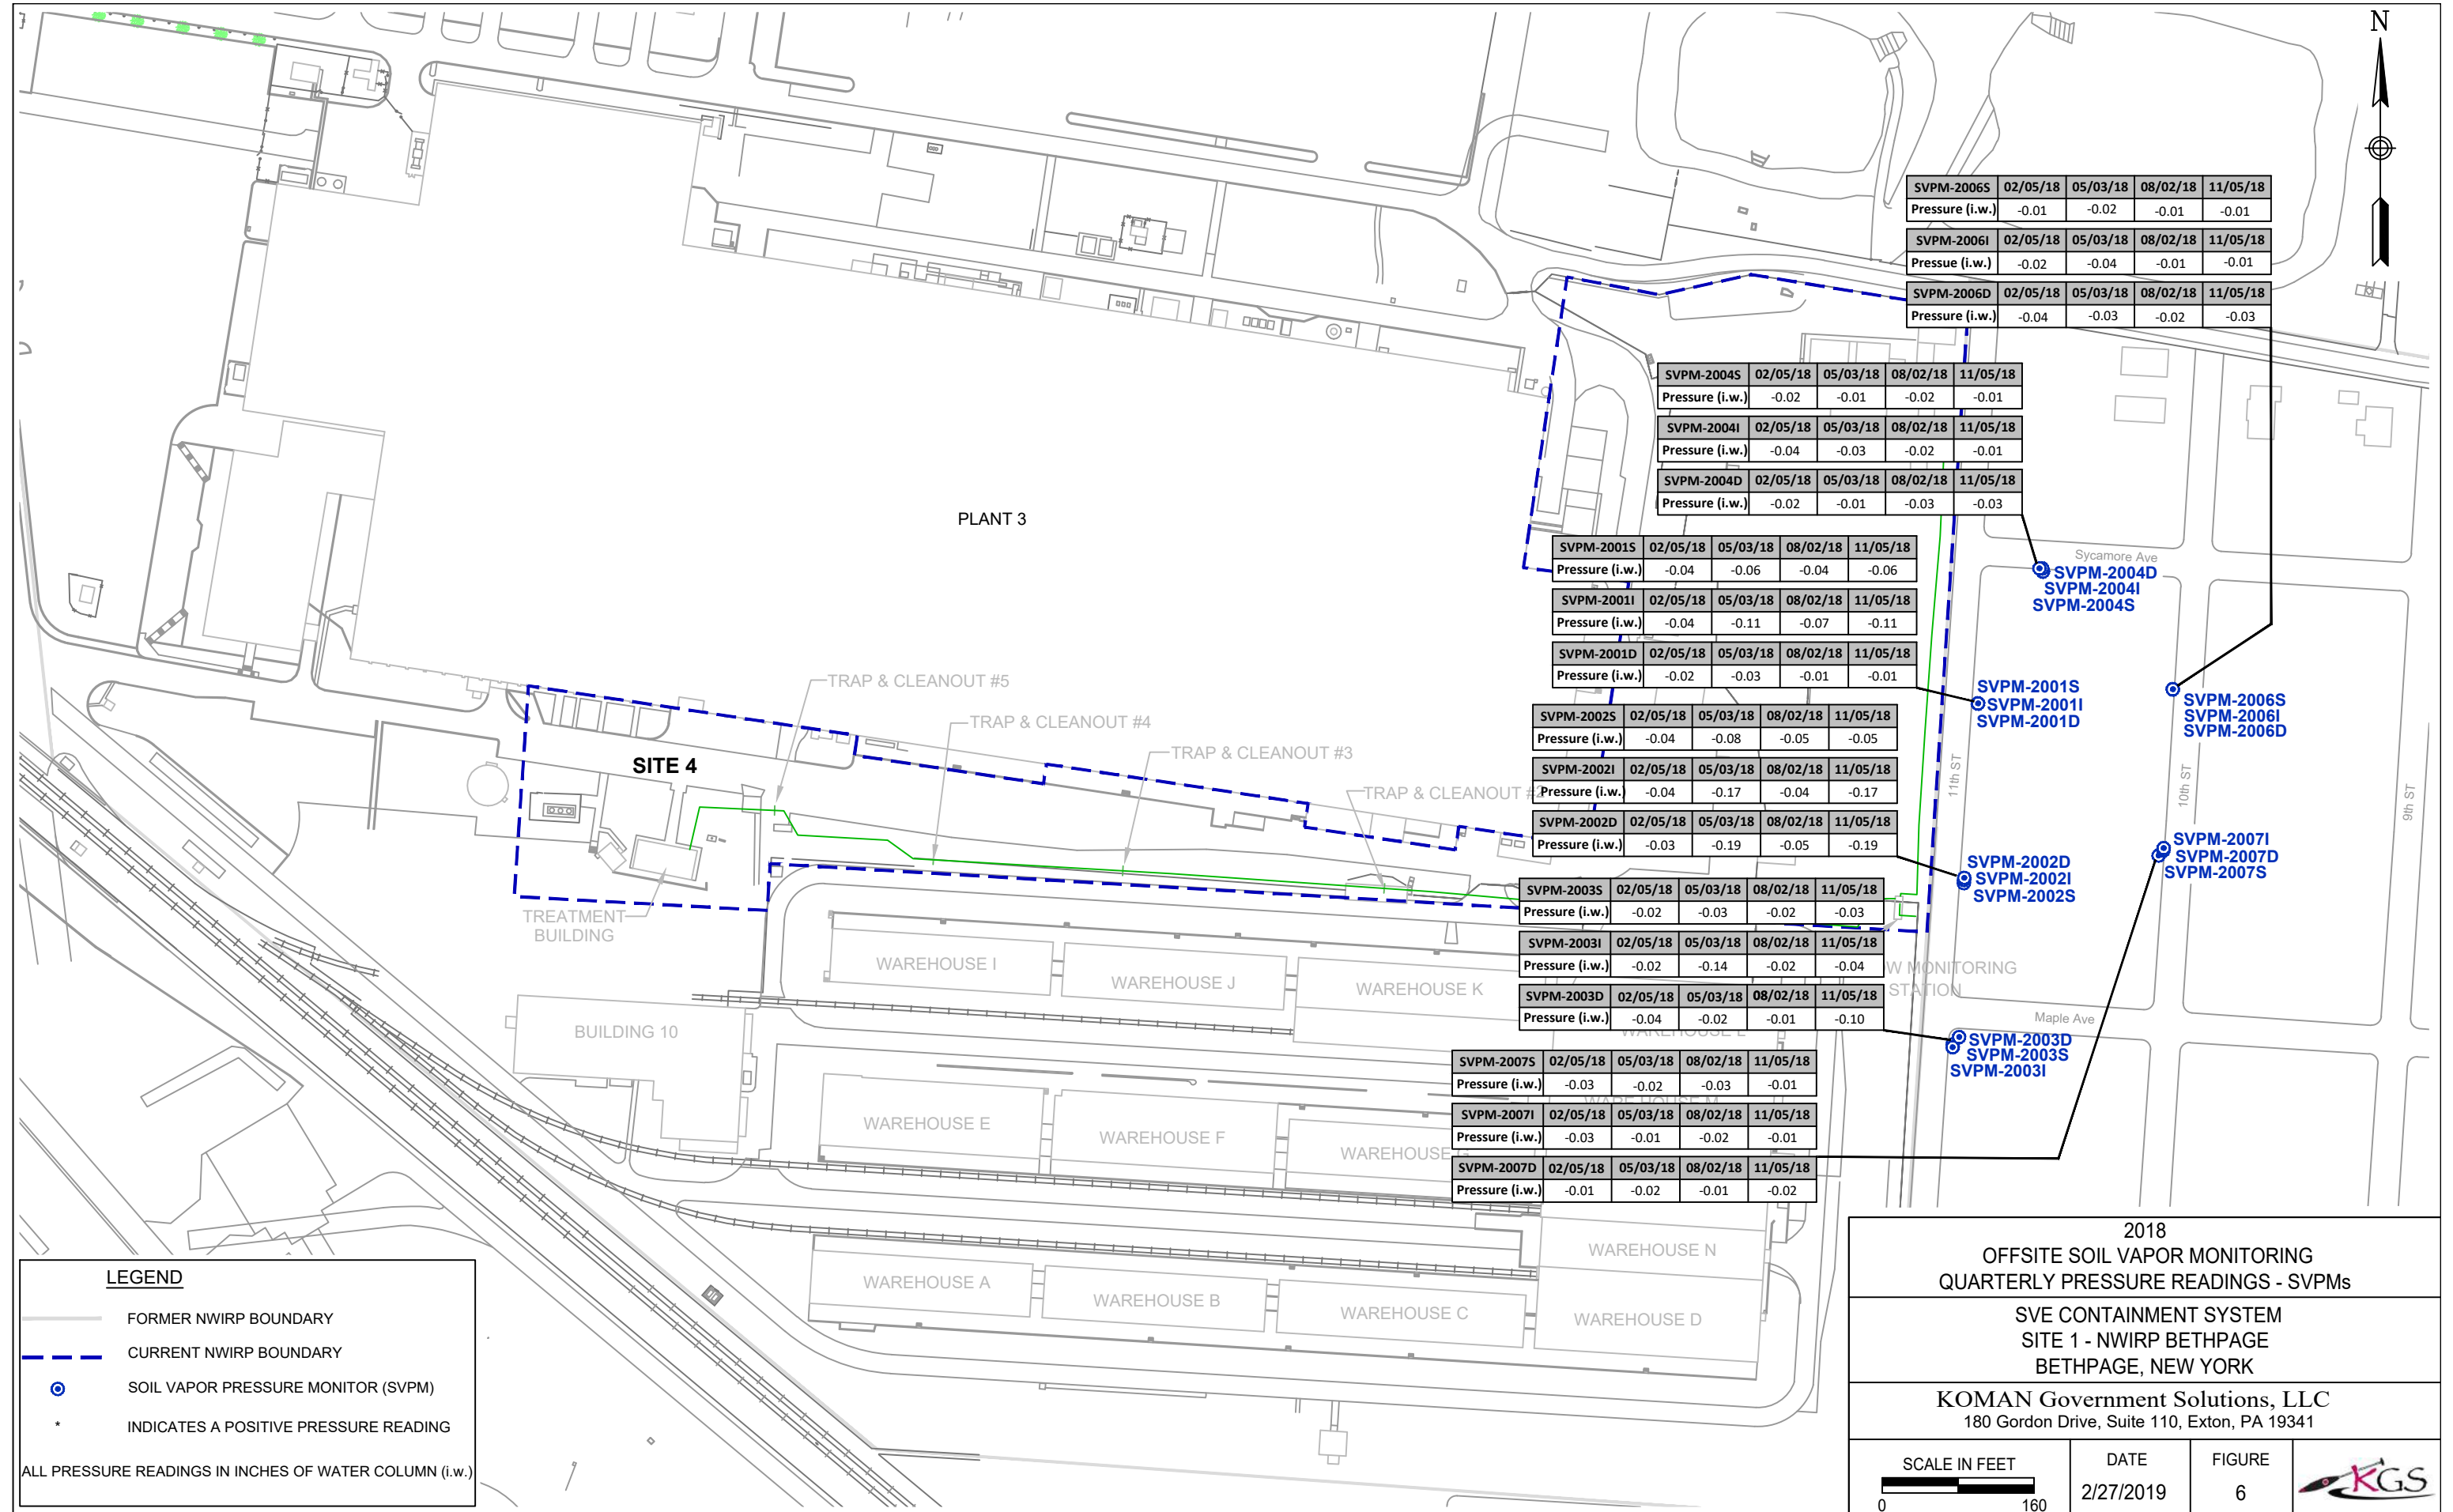 N
SVPM-2006S 02/05/18 05/03/18 08/02/18 11/05/18
Pressure (i.w.) -0.01 -0.02 -0.01 -0.01
SVPM-2006I 02/05/18 05/03/18 08/02/18 11/05/18
Pressue (i.w.) -0.02 -0.04 -0.01 -0.01
SVPM-2006D 02/05/18 05/03/18 08/02/18 11/05/18
Pressure (i.w.) -0.04 -0.03 -0.02 -0.03
SVPM-2004S 02/05/18 05/03/18 08/02/18 11/05/18
Pressure (i.w.) -0.02 -0.01 -0.02 -0.01
SVPM-2004I 02/05/18 05/03/18 08/02/18 11/05/18
Pressure (i.w.) -0.04 -0.03 -0.02 -0.01
SVPM-2004D 02/05/18 05/03/18 08/02/18 11/05/18
Pressure (i.w.) -0.02 -0.01 -0.03 -0.03
PLANT 3
SVPM-2001S 02/05/18 05/03/18 08/02/18 11/05/18
Pressure (i.w.) -0.04 -0.06 -0.04 -0.06
SVPM-2001I 02/05/18 05/03/18 08/02/18 11/05/18
Pressure (i.w.) -0.04 -0.11 -0.07 -0.11
SVPM-2001D 02/05/18 05/03/18 08/02/18 11/05/18
Pressure (i.w.) -0.02 -0.03 -0.01 -0.01
Sycamore Ave
SVPM-2004D
SVPM-2004I
SVPM-2004S
SVPM-2001S
SVPM-2001I
SVPM-2001D
SVPM-2006S
SVPM-2006I
SVPM-2006D
TRAP & CLEANOUT #5
TRAP & CLEANOUT #4
TRAP & CLEANOUT #3
TRAP & CLEANOUT #2
SITE 4
SVPM-2002S 02/05/18 05/03/18 08/02/18 11/05/18
Pressure (i.w.) -0.04 -0.08 -0.05 -0.05
SVPM-2002I 02/05/18 05/03/18 08/02/18 11/05/18
Pressure (i.w.) -0.04 -0.17 -0.04 -0.17
SVPM-2002D 02/05/18 05/03/18 08/02/18 11/05/18
Pressure (i.w.) -0.03 -0.19 -0.05 -0.19
11th ST
10th ST
9th ST
SVPM-2007I
SVPM-2007D
SVPM-2007S
SVPM-2002D
SVPM-2002I
SVPM-2002S
TREATMENT
BUILDING
SVPM-2003S 02/05/18 05/03/18 08/02/18 11/05/18
Pressure (i.w.) -0.02 -0.03 -0.02 -0.03
SVPM-2003I 02/05/18 05/03/18 08/02/18 11/05/18
Pressure (i.w.) -0.02 -0.14 -0.02 -0.04
SVPM-2003D 02/05/18 05/03/18 08/02/18 11/05/18
Pressure (i.w.) -0.04 -0.02 -0.01 -0.10
W MONITORING
STATION
WAREHOUSE I
WAREHOUSE J
WAREHOUSE K
WAREHOUSE L
BUILDING 10
Maple Ave
SVPM-2003D
SVPM-2003S
SVPM-2003I
SVPM-2007S 02/05/18 05/03/18 08/02/18 11/05/18
Pressure (i.w.) -0.03 -0.02 -0.03 -0.01
SVPM-2007I 02/05/18 05/03/18 08/02/18 11/05/18
Pressure (i.w.) -0.03 -0.01 -0.02 -0.01
SVPM-2007D 02/05/18 05/03/18 08/02/18 11/05/18
Pressure (i.w.) -0.01 -0.02 -0.01 -0.02
WARE HOUSE M
WAREHOUSE E
WAREHOUSE F
WAREHOUSE G
WAREHOUSE N
WAREHOUSE A
WAREHOUSE B
WAREHOUSE C
WAREHOUSE D
LEGEND
FORMER NWIRP BOUNDARY
CURRENT NWIRP BOUNDARY
SOIL VAPOR PRESSURE MONITOR (SVPM)
* INDICATES A POSITIVE PRESSURE READING
ALL PRESSURE READINGS IN INCHES OF WATER COLUMN (i.w.)
2018
OFFSITE SOIL VAPOR MONITORING
QUARTERLY PRESSURE READINGS - SVPMs
SVE CONTAINMENT SYSTEM
SITE 1 - NWIRP BETHPAGE
BETHPAGE, NEW YORK
KOMAN Government Solutions, LLC
180 Gordon Drive, Suite 110, Exton, PA 19341
SCALE IN FEET
0 160
DATE
2/27/2019
FIGURE
6
KGS